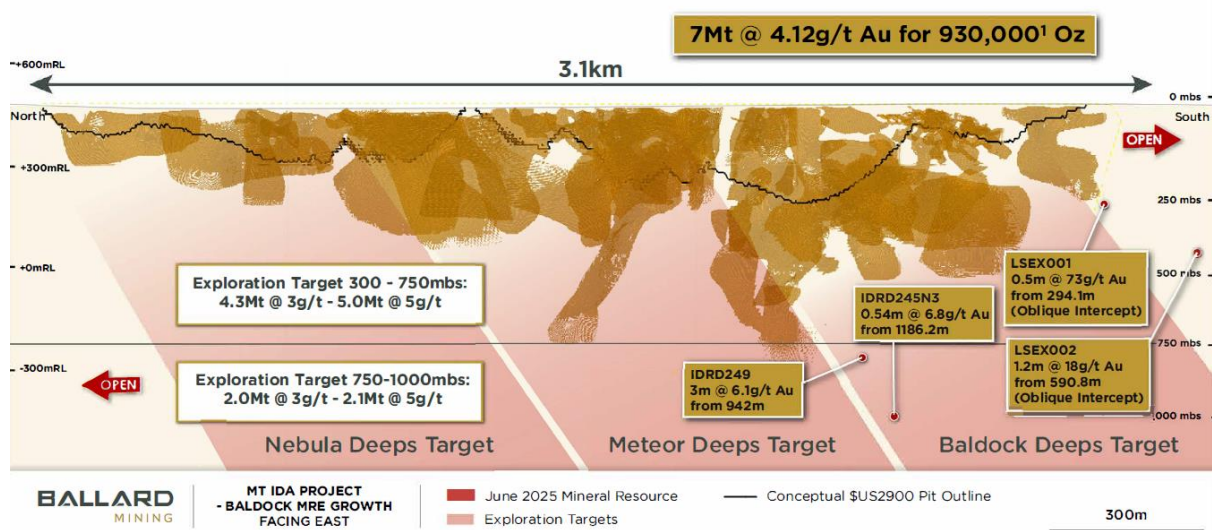 7Mt @ 4.12g/t Au for 930,000¹ Oz
+600mRL
3.1km
0 mbs
North
South
OPEN
+300mRL
250 mbs
LSEX001
0.5m @ 73g/t Au
from 294.1m
(Oblique Intercept)
+0mRL
500 mbs
Exploration Target 300 - 750mbs:
4.3Mt @ 3g/t - 5.0Mt @ 5g/t
IDRD245N3
0.54m @ 6.8g/t Au
from 1186.2m
LSEX002
1.2m @ 18g/t Au
from 590.8m
(Oblique Intercept)
750 mbs
-300mRL
OPEN
Exploration Target 750-1000mbs:
2.0Mt @ 3g/t - 2.1Mt @ 5g/t
IDRD249
3m @ 6.1g/t Au
from 942m
,000 mbs
Nebula Deeps Target
Meteor Deeps Target
Baldock Deeps Target
BALLARD
MINING
MT IDA PROJECT
- BALDOCK MRE GROWTH
FACING EAST
June 2025 Mineral Resource
Conceptual $US2900 Pit Outline
Exploration Targets
300m